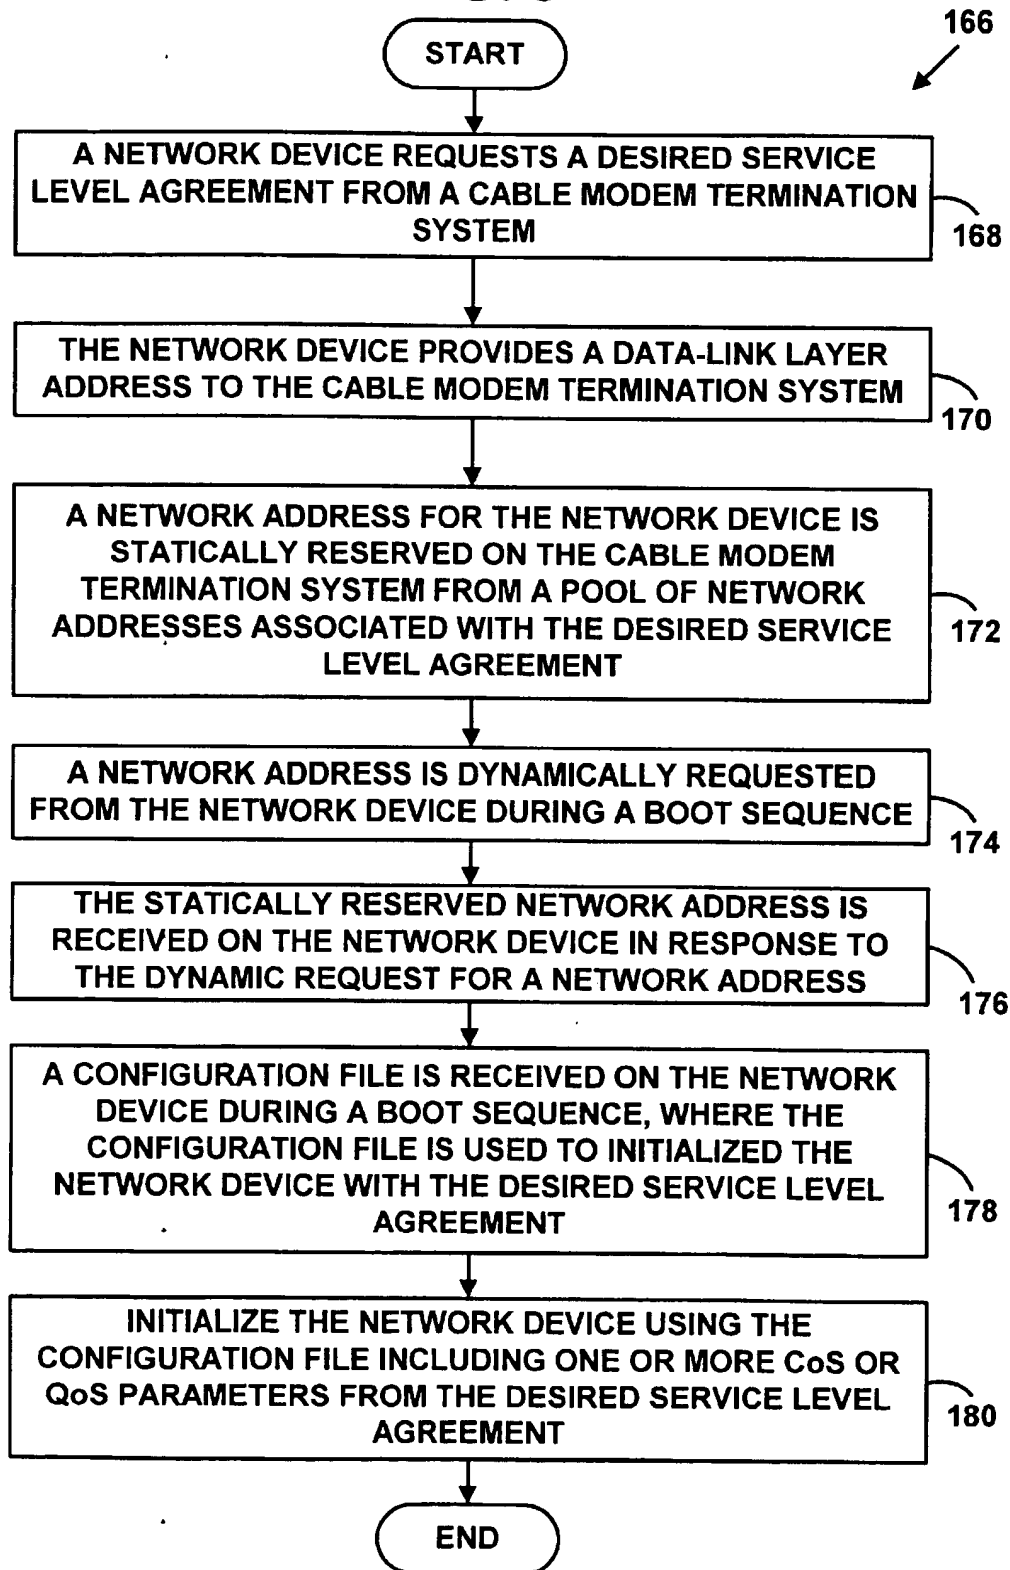 166
START
A NETWORK DEVICE REQUESTS A DESIRED SERVICE
LEVEL AGREEMENT FROM A CABLE MODEM TERMINATION
SYSTEM
168
THE NETWORK DEVICE PROVIDES A DATA-LINK LAYER
ADDRESS TO THE CABLE MODEM TERMINATION SYSTEM
170
A NETWORK ADDRESS FOR THE NETWORK DEVICE IS
STATICALLY RESERVED ON THE CABLE MODEM
TERMINATION SYSTEM FROM A POOL OF NETWORK
ADDRESSES ASSOCIATED WITH THE DESIRED SERVICE
LEVEL AGREEMENT
172
A NETWORK ADDRESS IS DYNAMICALLY REQUESTED
FROM THE NETWORK DEVICE DURING A BOOT SEQUENCE
174
THE STATICALLY RESERVED NETWORK ADDRESS IS
RECEIVED ON THE NETWORK DEVICE IN RESPONSE TO
THE DYNAMIC REQUEST FOR A NETWORK ADDRESS
176
A CONFIGURATION FILE IS RECEIVED ON THE NETWORK
DEVICE DURING A BOOT SEQUENCE, WHERE THE
CONFIGURATION FILE IS USED TO INITIALIZED THE
NETWORK DEVICE WITH THE DESIRED SERVICE LEVEL
AGREEMENT
178
INITIALIZE THE NETWORK DEVICE USING THE
CONFIGURATION FILE INCLUDING ONE OR MORE CoS OR
QoS PARAMETERS FROM THE DESIRED SERVICE LEVEL
AGREEMENT
180
END